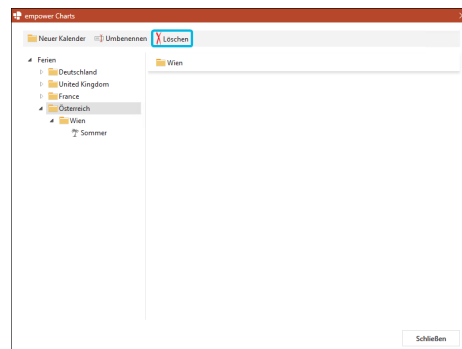 empower Charts
Neuer Kalender Umbenennen Löschen
Ferien
Deutschland
United Kingdom
France
Österreich
Wien
Sommer
Wien
Schließen